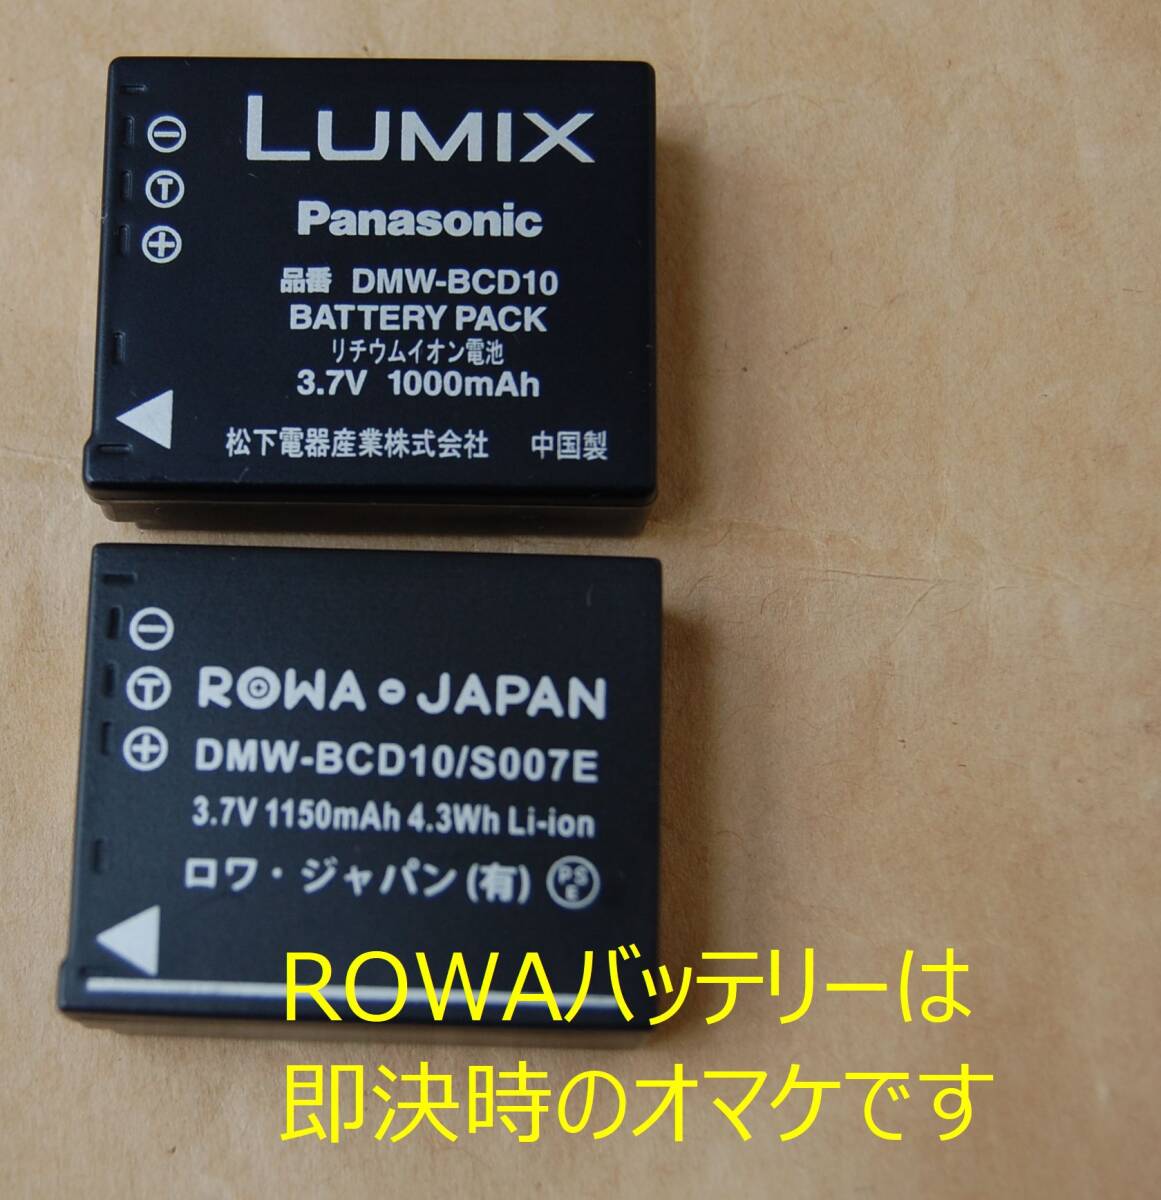 LUMIX
Panasonic
品番 DMW-BCD10
BATTERY PACK
リチウムイオン電池
3.7V 1000mAh
松下電器産業株式会社 中国製
T
ROWA JAPAN
DMW-BCD10/S007E
3.7V 1150mAh 4.3Wh Li-ion
ロワ・ジャパン(有) PSE
T
ROWAバッテリーは
即決時のオマケです